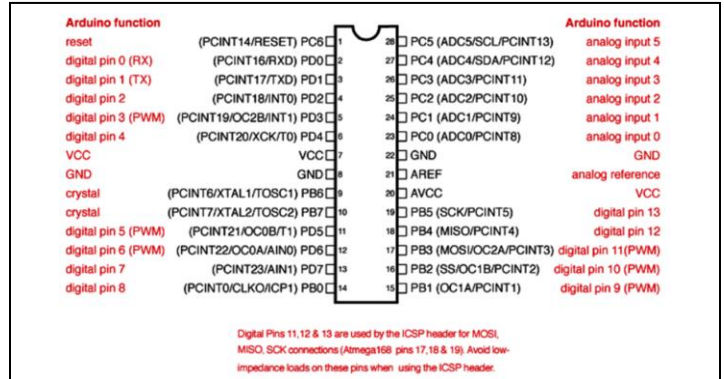 Arduino function Arduino function
reset (PCINT14/RESET) PC6 1 28 PC5 (ADC5/SCL/PCINT13) analog input 5
digital pin 0 (RX) (PCINT16/RXD) PD0 2 27 PC4 (ADC4/SDA/PCINT12) analog input 4
digital pin 1 (TX) (PCINT17/TXD) PD1 3 26 PC3 (ADC3/PCINT11) analog input 3
digital pin 2 (PCINT18/INT0) PD2 4 25 PC2 (ADC2/PCINT10) analog input 2
digital pin 3 (PWM) (PCINT19/OC2B/INT1) PD3 5 24 PC1 (ADC1/PCINT9) analog input 1
digital pin 4 (PCINT20/XCK/T0) PD4 6 23 PC0 (ADC0/PCINT8) analog input 0
VCC VCC 7 22 GND GND
GND GND 8 21 AREF analog reference
crystal (PCINT6/XTAL1/TOSC1) PB6 9 20 AVCC VCC
crystal (PCINT7/XTAL2/TOSC2) PB7 10 19 PB5 (SCK/PCINT5) digital pin 13
digital pin 5 (PWM) (PCINT21/OC0B/T1) PD5 11 18 PB4 (MISO/PCINT4) digital pin 12
digital pin 6 (PWM) (PCINT22/OC0A/AIN0) PD6 12 17 PB3 (MOSI/OC2A/PCINT3) digital pin 11(PWM)
digital pin 7 (PCINT23/AIN1) PD7 13 16 PB2 (SS/OC1B/PCINT2) digital pin 10 (PWM)
digital pin 8 (PCINT0/CLKO/ICP1) PB0 14 15 PB1 (OC1A/PCINT1) digital pin 9 (PWM)
Digital Pins 11,12 & 13 are used by the ICSP header for MOSI,
MISO, SCK connections (Atmega168 pins 17,18 & 19). Avoid low-
impedance loads on these pins when using the ICSP header.